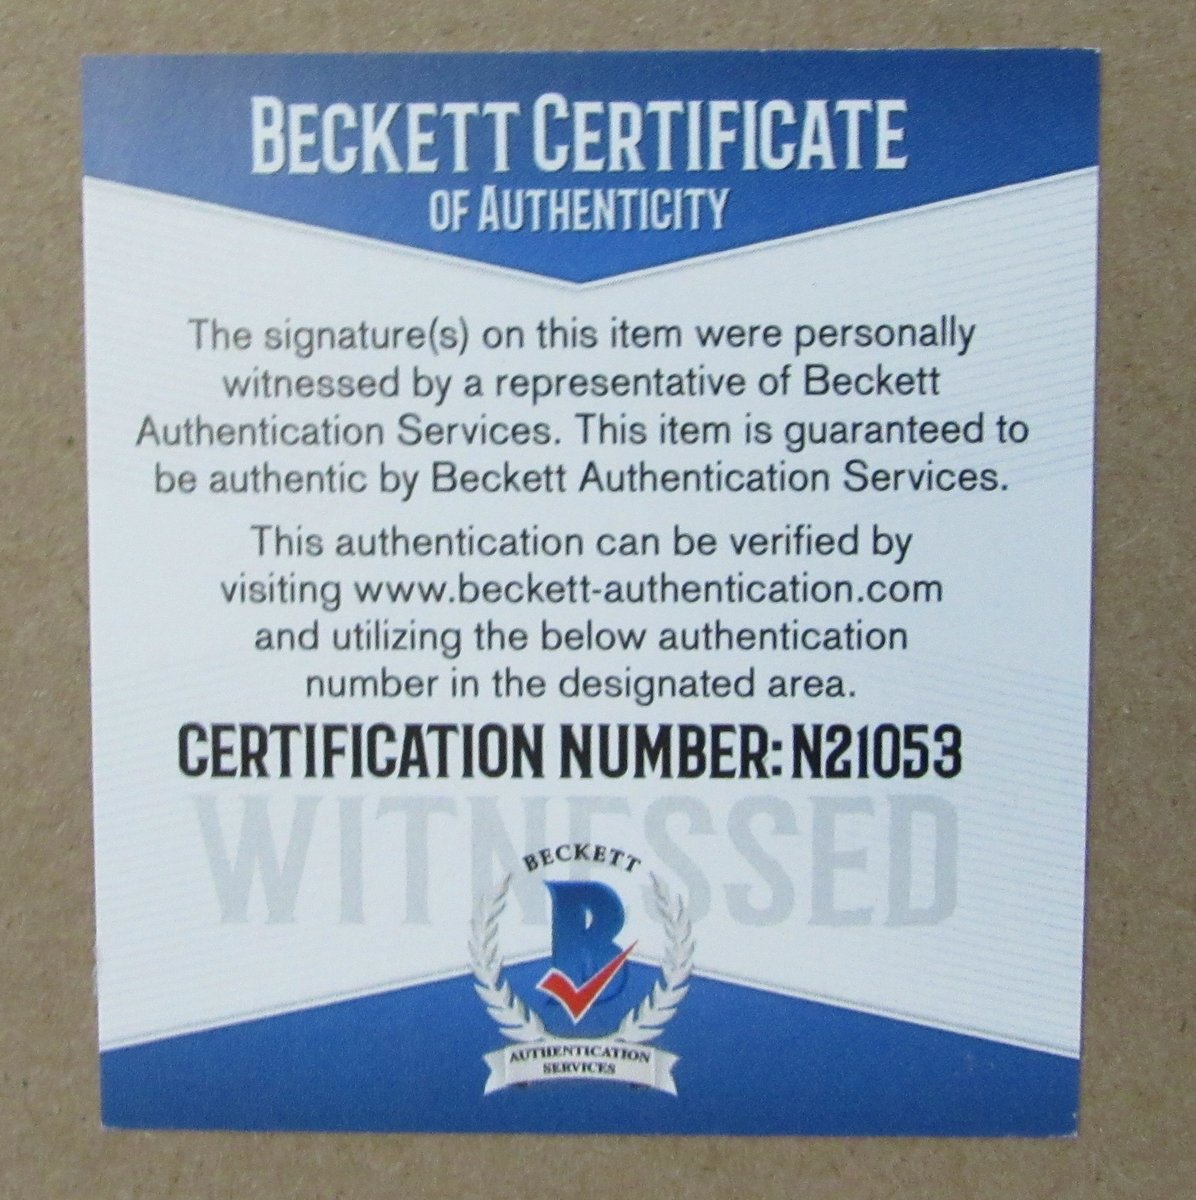 BECKETT CERTIFICATE
OF AUTHENTICITY
The signature(s) on this item were personally
witnessed by a representative of Beckett
Authentication Services. This item is guaranteed to
be authentic by Beckett Authentication Services.
This authentication can be verified by
visiting www.beckett-authentication.com
and utilizing the below authentication
number in the designated area.
CERTIFICATION NUMBER: N21053
WITNESSED
BECKETT
B
AUTHENTICATION
SERVICES